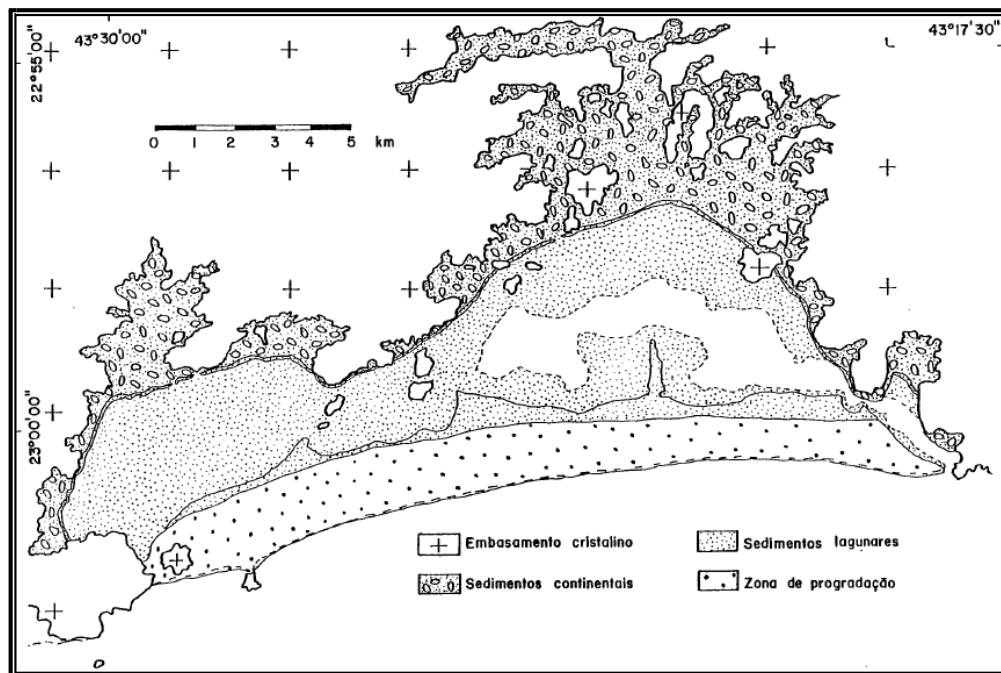 43°30'00"
43°17'30"
22°55'00"
0 1 2 3 4 5 km
23°00'00"
Embasamento cristalino
Sedimentos lagunares
Sedimentos continentais
Zona de progradação